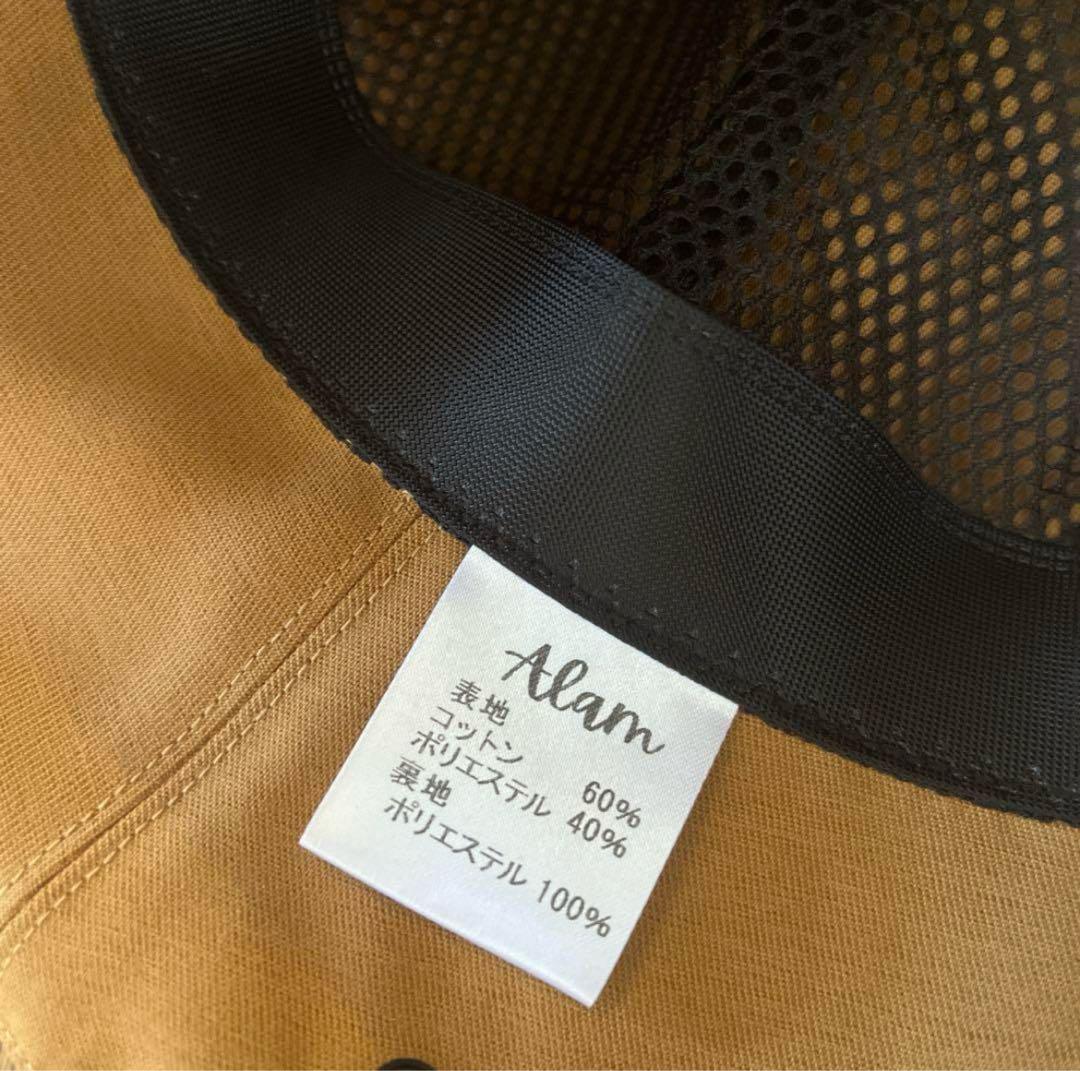 Alam
表地
コットン 60%
ポリエステル 40%
裏地
ポリエステル 100%